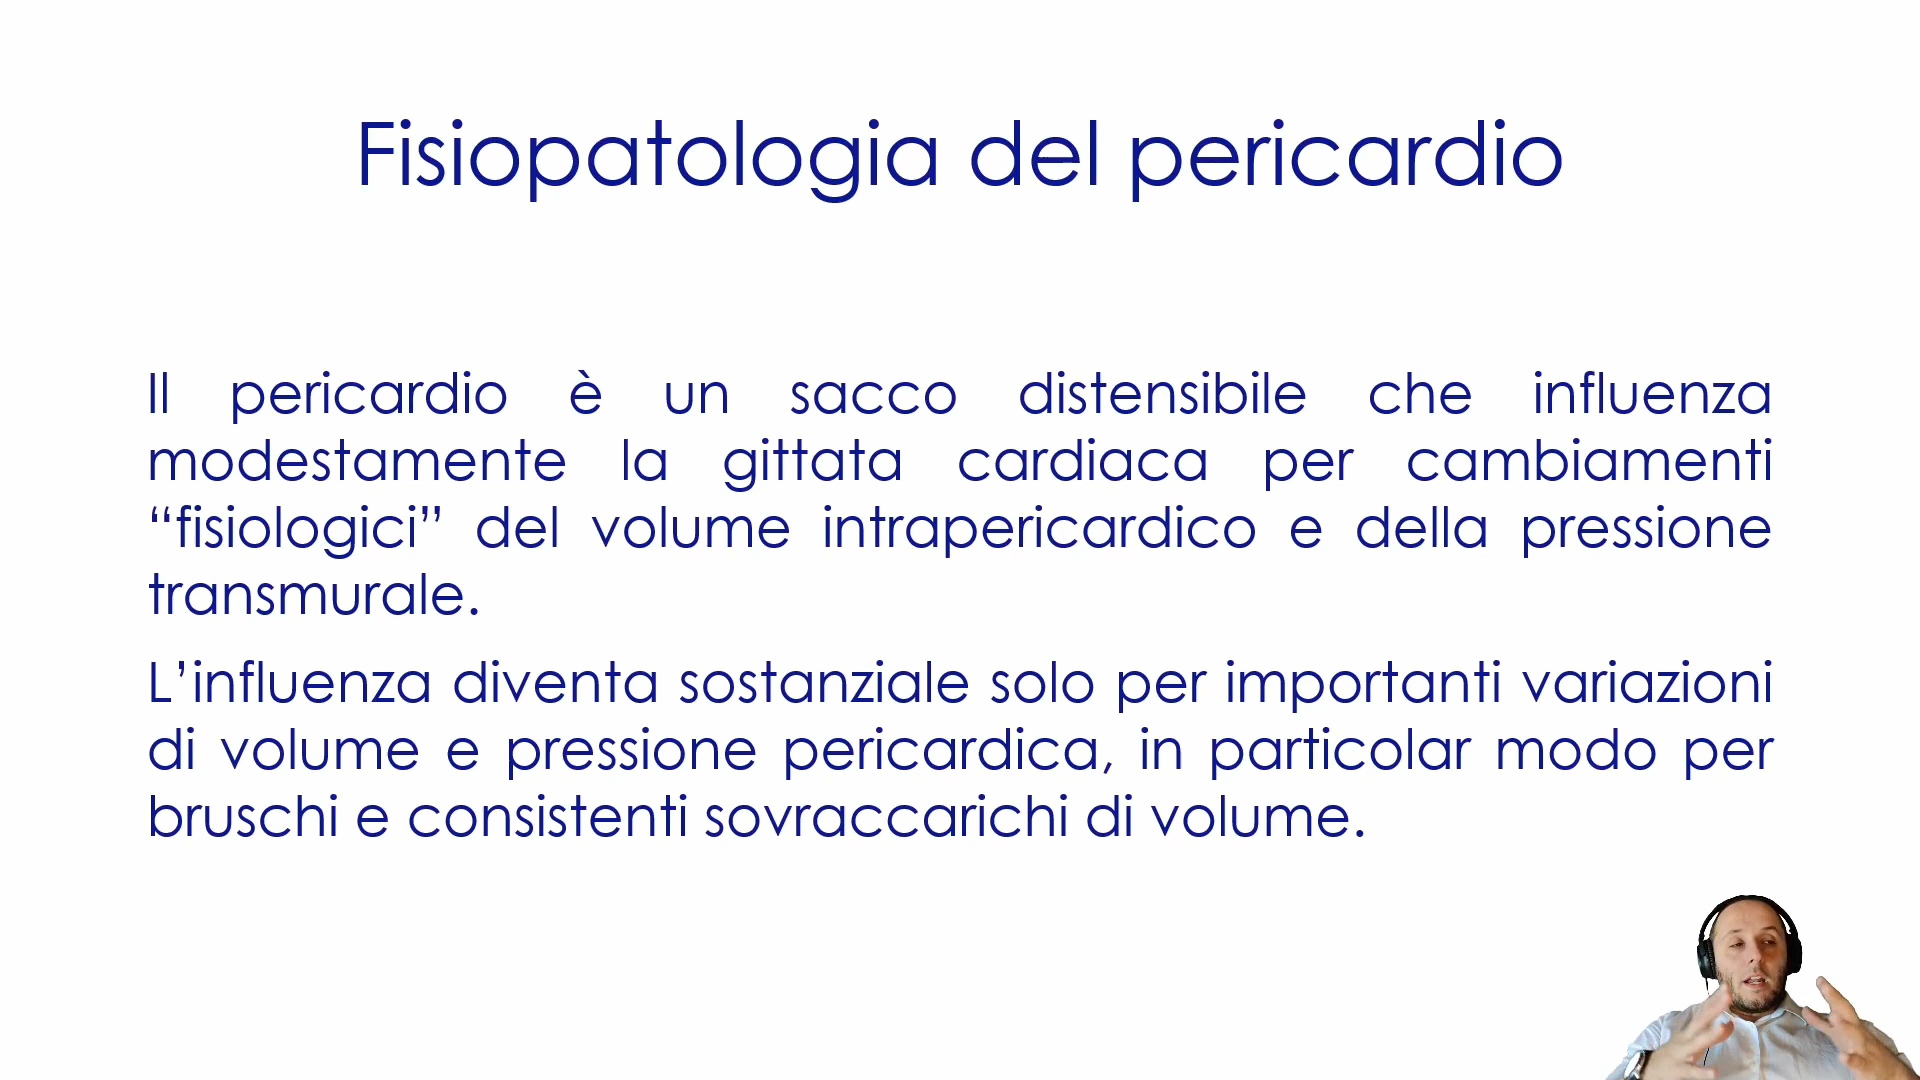 Fisiopatologia del pericardio
Il pericardio è un sacco distensibile che influenza
modestamente la gittata cardiaca per cambiamenti
“fisiologici” del volume intrapericardico e della pressione
transmurale.
L’influenza diventa sostanziale solo per importanti variazioni
di volume e pressione pericardica, in particolar modo per
bruschi e consistenti sovraccarichi di volume.